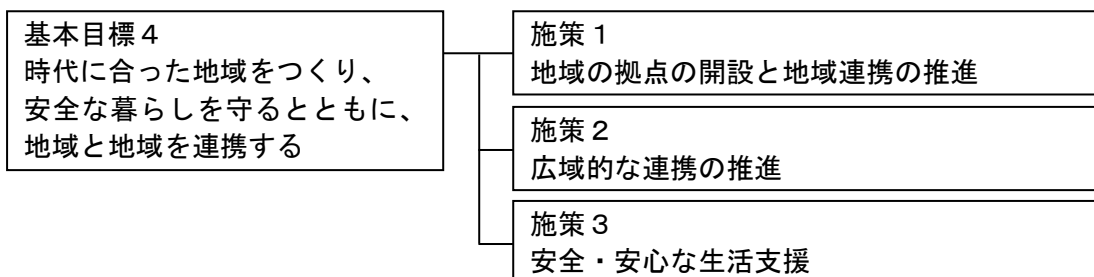 基本目標４
時代に合った地域をつくり、
安全な暮らしを守るとともに、
地域と地域を連携する
施策１
地域の拠点の開設と地域連携の推進
施策２
広域的な連携の推進
施策３
安全・安心な生活支援